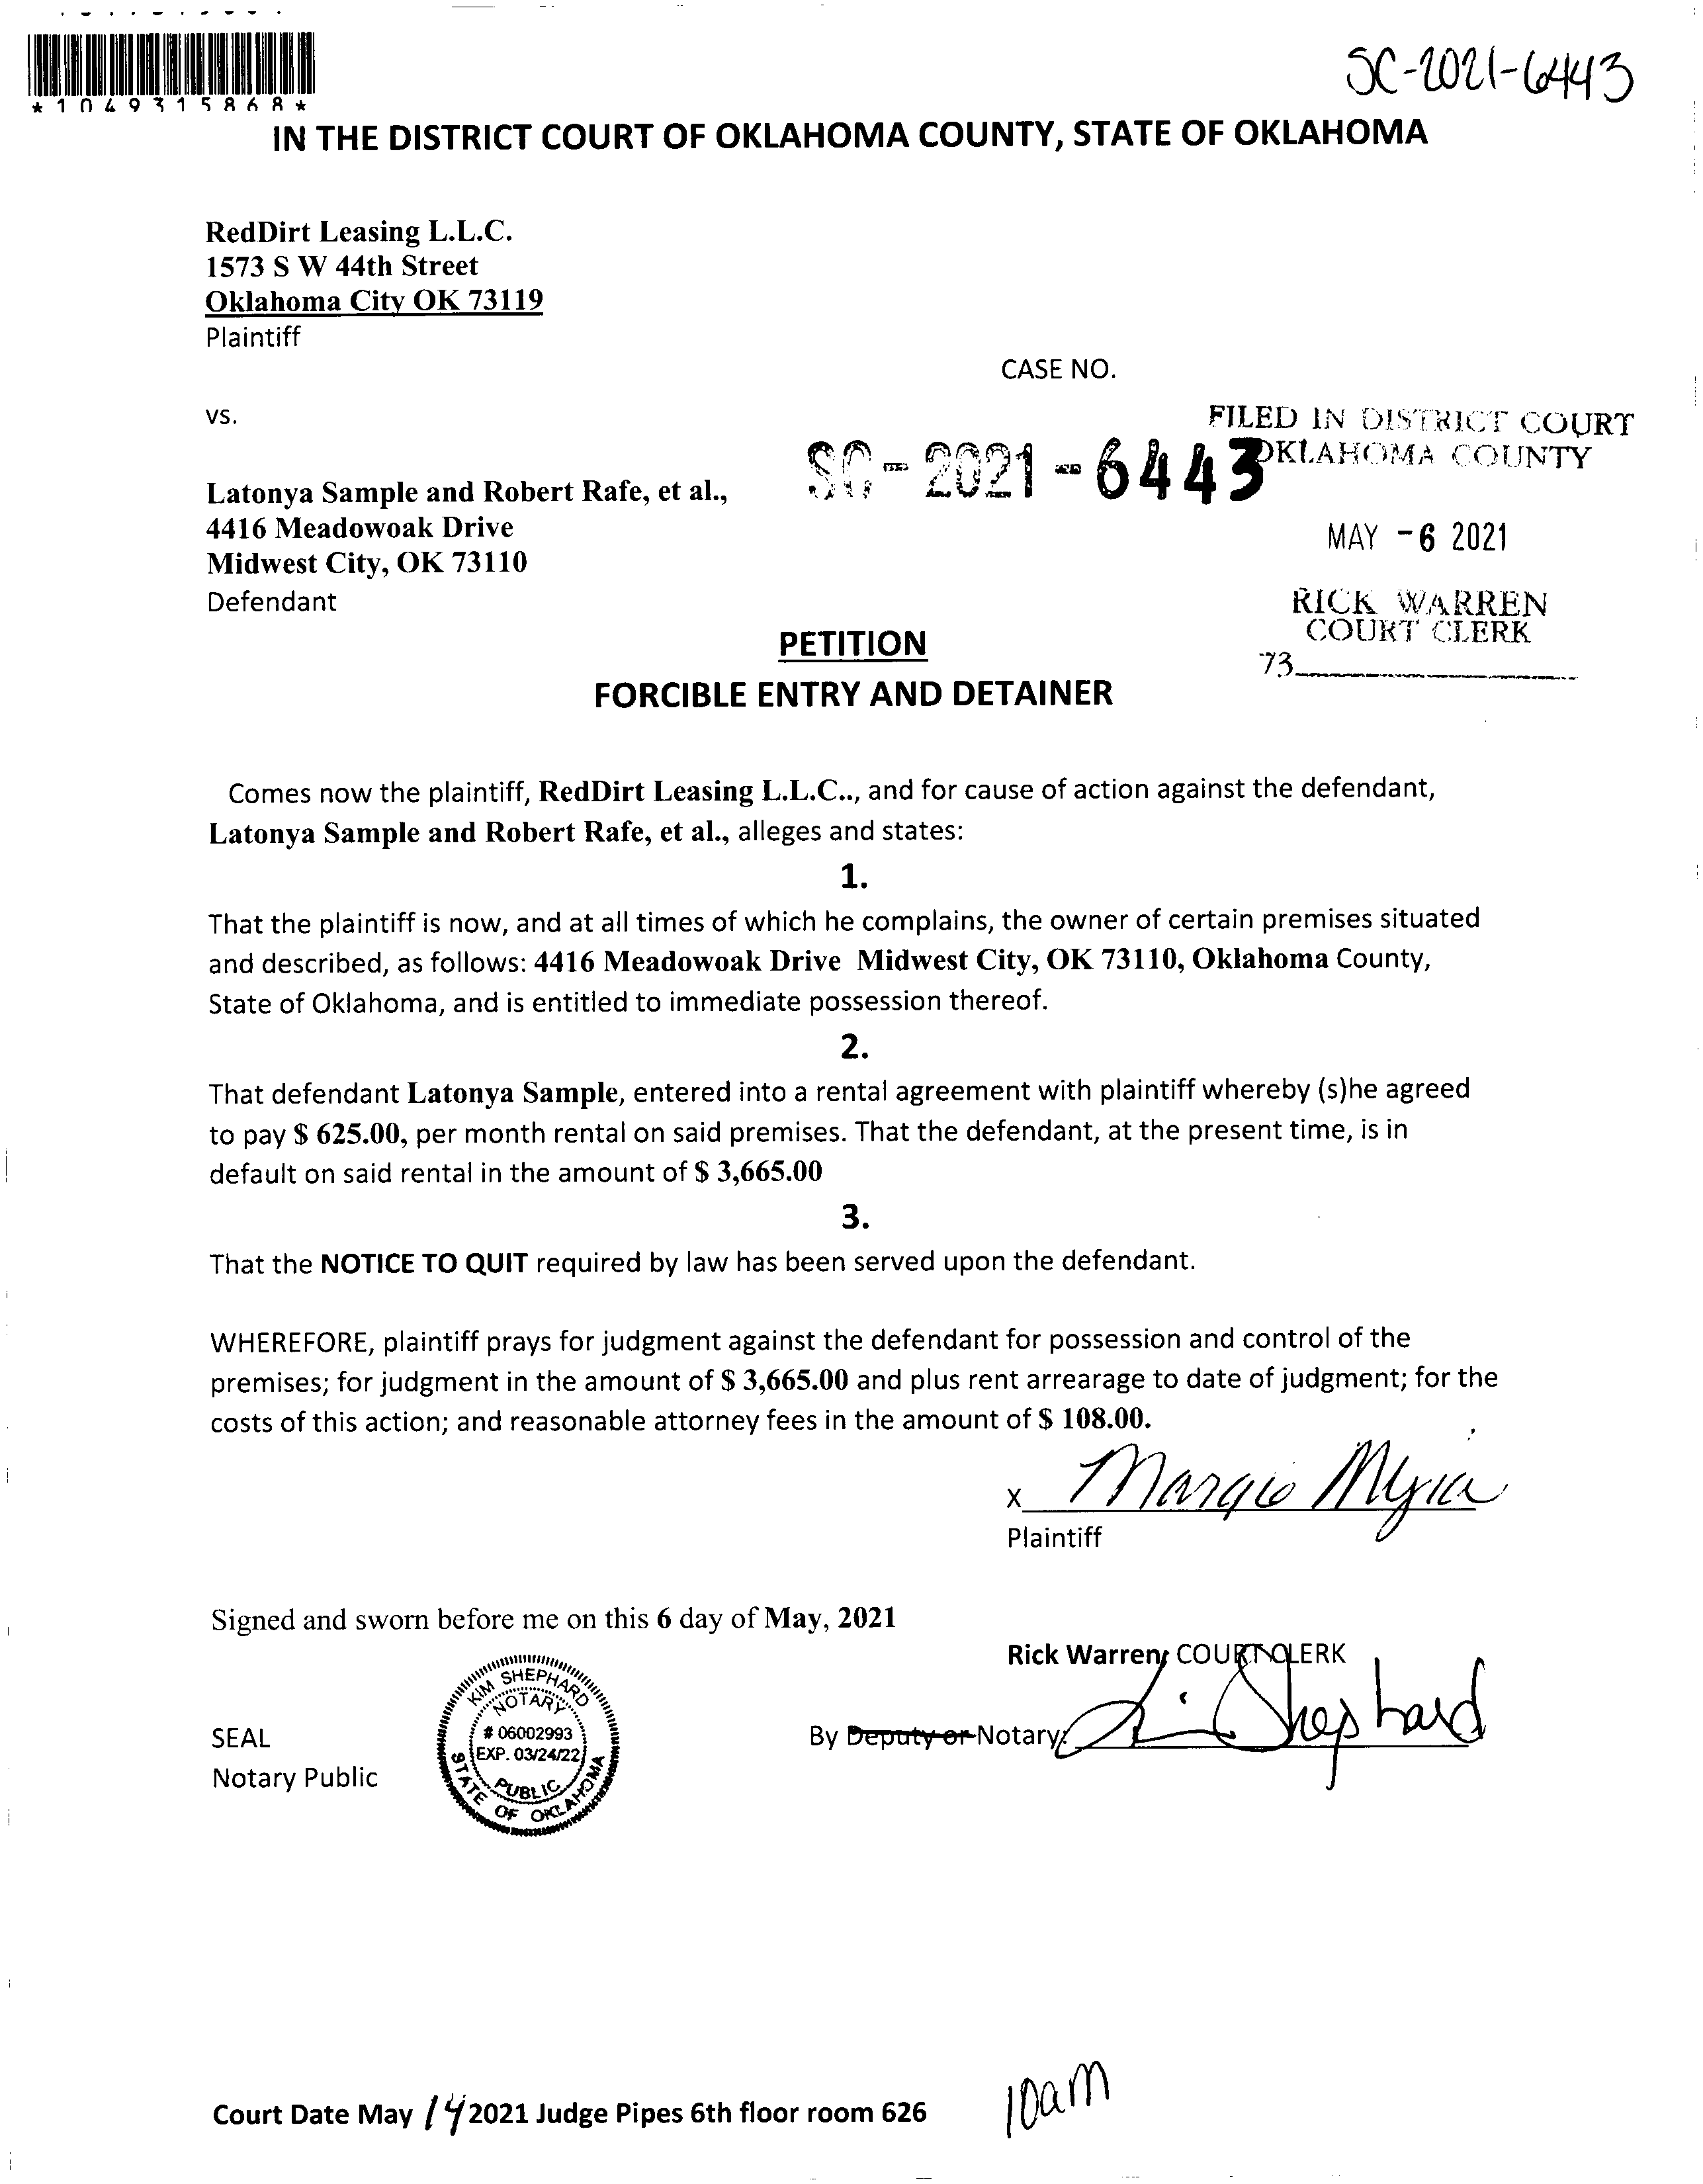 *1049315868*
SC-2021-6443
IN THE DISTRICT COURT OF OKLAHOMA COUNTY, STATE OF OKLAHOMA
RedDirt Leasing L.L.C.
1573 S W 44th Street
Oklahoma City OK 73119
Plaintiff
CASE NO.
vs.
FILED IN DISTRICT COURT
OKLAHOMA COUNTY
SC-2021-6443
Latonya Sample and Robert Rafe, et al.,
4416 Meadowoak Drive
Midwest City, OK 73110
Defendant
MAY -6 2021
RICK WARREN
COURT CLERK
73
PETITION
FORCIBLE ENTRY AND DETAINER
Comes now the plaintiff, RedDirt Leasing L.L.C.., and for cause of action against the defendant,
Latonya Sample and Robert Rafe, et al., alleges and states:
1.
That the plaintiff is now, and at all times of which he complains, the owner of certain premises situated
and described, as follows: 4416 Meadowoak Drive Midwest City, OK 73110, Oklahoma County,
State of Oklahoma, and is entitled to immediate possession thereof.
2.
That defendant Latonya Sample, entered into a rental agreement with plaintiff whereby (s)he agreed
to pay $ 625.00, per month rental on said premises. That the defendant, at the present time, is in
default on said rental in the amount of $ 3,665.00
3.
That the NOTICE TO QUIT required by law has been served upon the defendant.
WHEREFORE, plaintiff prays for judgment against the defendant for possession and control of the
premises; for judgment in the amount of $ 3,665.00 and plus rent arrearage to date of judgment; for the
costs of this action; and reasonable attorney fees in the amount of $ 108.00.
x
Plaintiff
Signed and sworn before me on this 6 day of May, 2021
Rick Warren, COURT CLERK
SEAL
Notary Public
KIM SHEPHARD
NOTARY
# 06002993
EXP. 03/24/22
PUBLIC
STATE OF OKLAHOMA
By Deputy or Notary: Kim Shephard
Court Date May 14 2021 Judge Pipes 6th floor room 626
10am